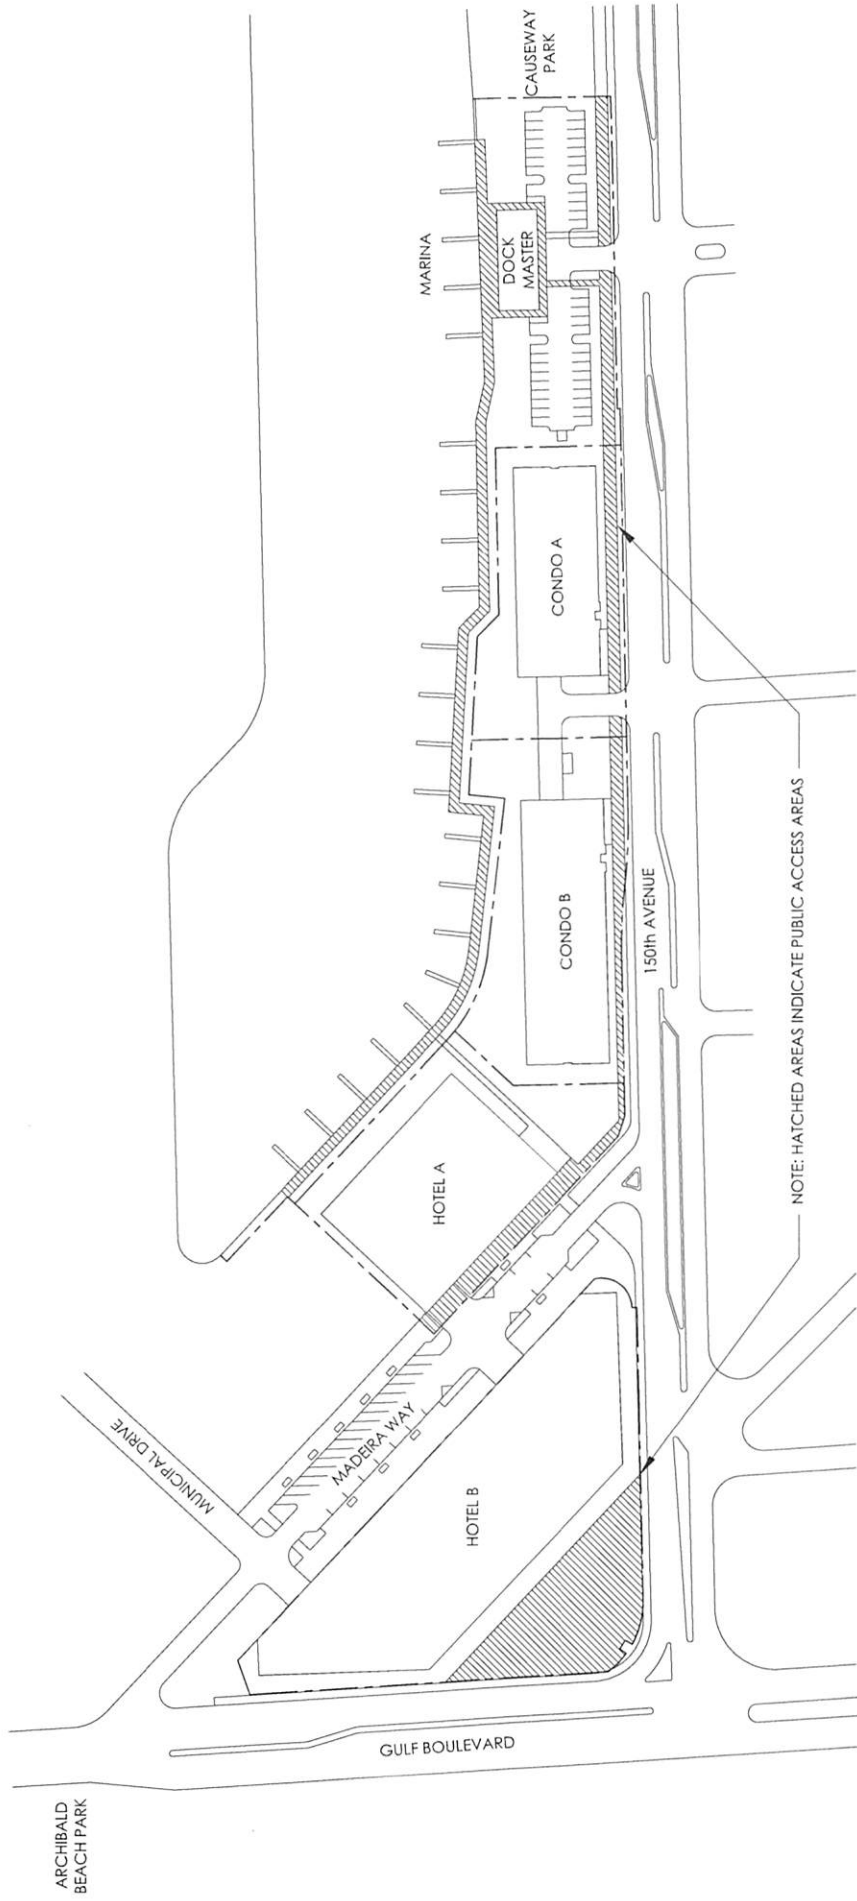 CAUSEWAY
PARK
MARINA
DOCK
MASTER
CONDO A
CONDO B
150th AVENUE
NOTE: HATCHED AREAS INDICATE PUBLIC ACCESS AREAS
HOTEL A
MUNICIPAL DRIVE
MADEIRA WAY
HOTEL B
GULF BOULEVARD
ARCHIBALD
BEACH PARK